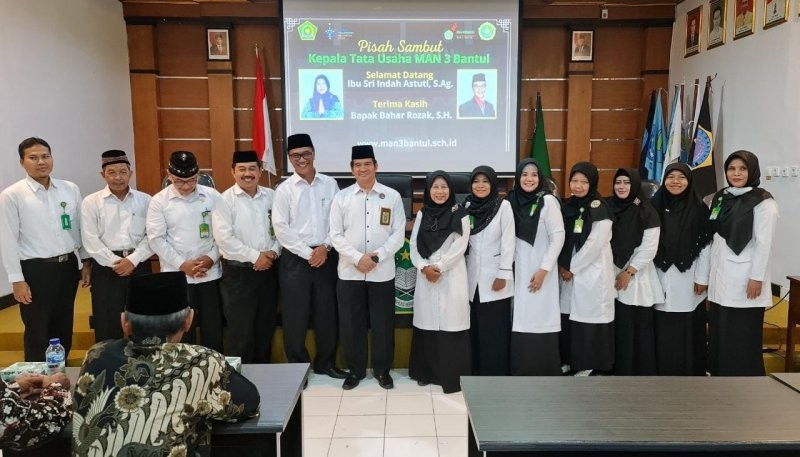 Pisah Sambut
Kepala Tata Usaha MAN 3 Bantul
Selamat Datang
Ibu Sri Indah Astuti, S.Ag.
Terima Kasih
Bapak Bahar Rozak, S.H.
www.man3bantul.sch.id